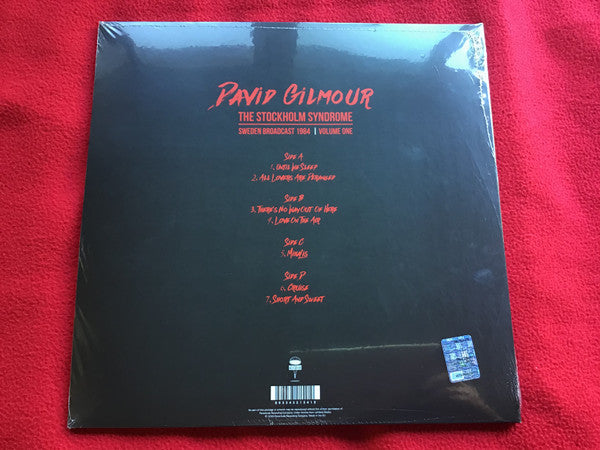 DAVID GILMOUR
THE STOCKHOLM SYNDROME
SWEDEN BROADCAST 1984 | VOLUME ONE
SIDE A
1. UNTIL WE SLEEP
2. ALL LOVERS ARE DERANGED
SIDE B
3. THERE'S NO WAY OUT OF HERE
4. LOVE ON THE AIR
SIDE C
5. MIHALIS
SIDE D
6. CRUISE
7. SHORT AND SWEET